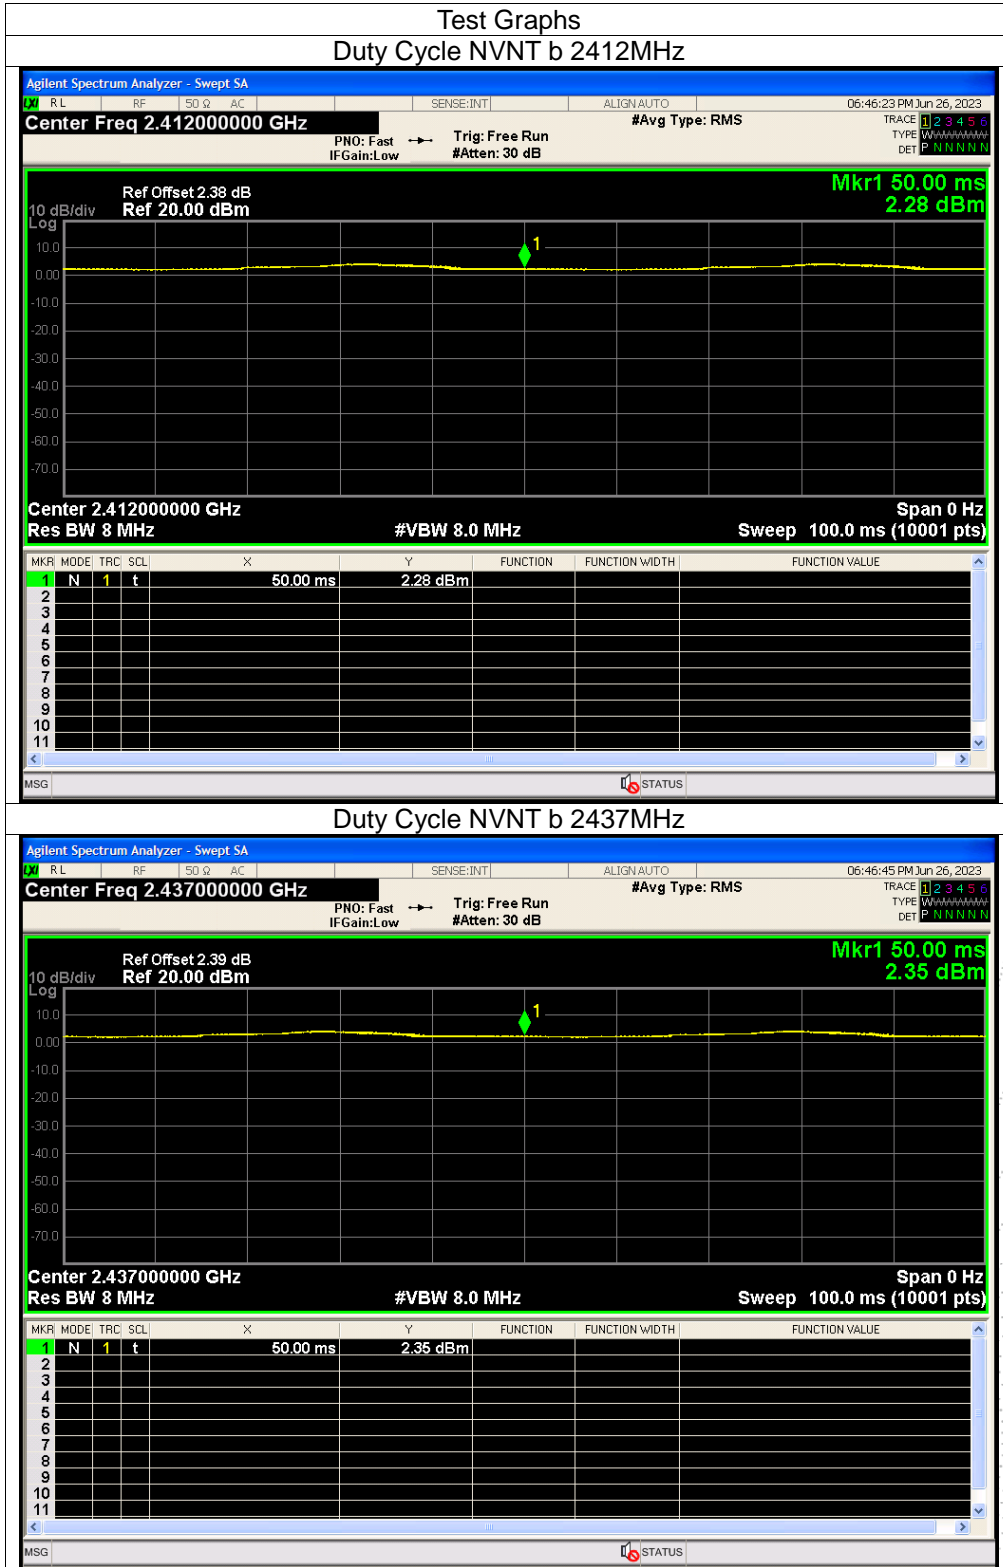 Test Graphs
Duty Cycle NVNT b 2412MHz
Agilent Spectrum Analyzer - Swept SA
LXI RL RF 50 Ω AC SENSE:INT ALIGN AUTO 06:46:23 PM Jun 26, 2023
Center Freq 2.412000000 GHz #Avg Type: RMS TRACE 1 2 3 4 5 6
PNO: Fast Trig: Free Run TYPE
IFGain:Low #Atten: 30 dB DET P N N N N N
Mkr1 50.00 ms
Ref Offset 2.38 dB
10 dB/div Ref 20.00 dBm 2.28 dBm
Log
10.0
1
0.00
-10.0
-20.0
-30.0
-40.0
-50.0
-60.0
-70.0
Center 2.412000000 GHz Span 0 Hz
Res BW 8 MHz #VBW 8.0 MHz Sweep 100.0 ms (10001 pts)
MKR MODE TRC SCL X Y FUNCTION FUNCTION WIDTH FUNCTION VALUE
1 N 1 t 50.00 ms 2.28 dBm
2
3
4
5
6
7
8
9
10
11
MSG STATUS
Duty Cycle NVNT b 2437MHz
Agilent Spectrum Analyzer - Swept SA
LXI RL RF 50 Ω AC SENSE:INT ALIGN AUTO 06:46:45 PM Jun 26, 2023
Center Freq 2.437000000 GHz #Avg Type: RMS TRACE 1 2 3 4 5 6
PNO: Fast Trig: Free Run TYPE
IFGain:Low #Atten: 30 dB DET P N N N N N
Mkr1 50.00 ms
Ref Offset 2.39 dB
10 dB/div Ref 20.00 dBm 2.35 dBm
Log
10.0
1
0.00
-10.0
-20.0
-30.0
-40.0
-50.0
-60.0
-70.0
Center 2.437000000 GHz Span 0 Hz
Res BW 8 MHz #VBW 8.0 MHz Sweep 100.0 ms (10001 pts)
MKR MODE TRC SCL X Y FUNCTION FUNCTION WIDTH FUNCTION VALUE
1 N 1 t 50.00 ms 2.35 dBm
2
3
4
5
6
7
8
9
10
11
MSG STATUS